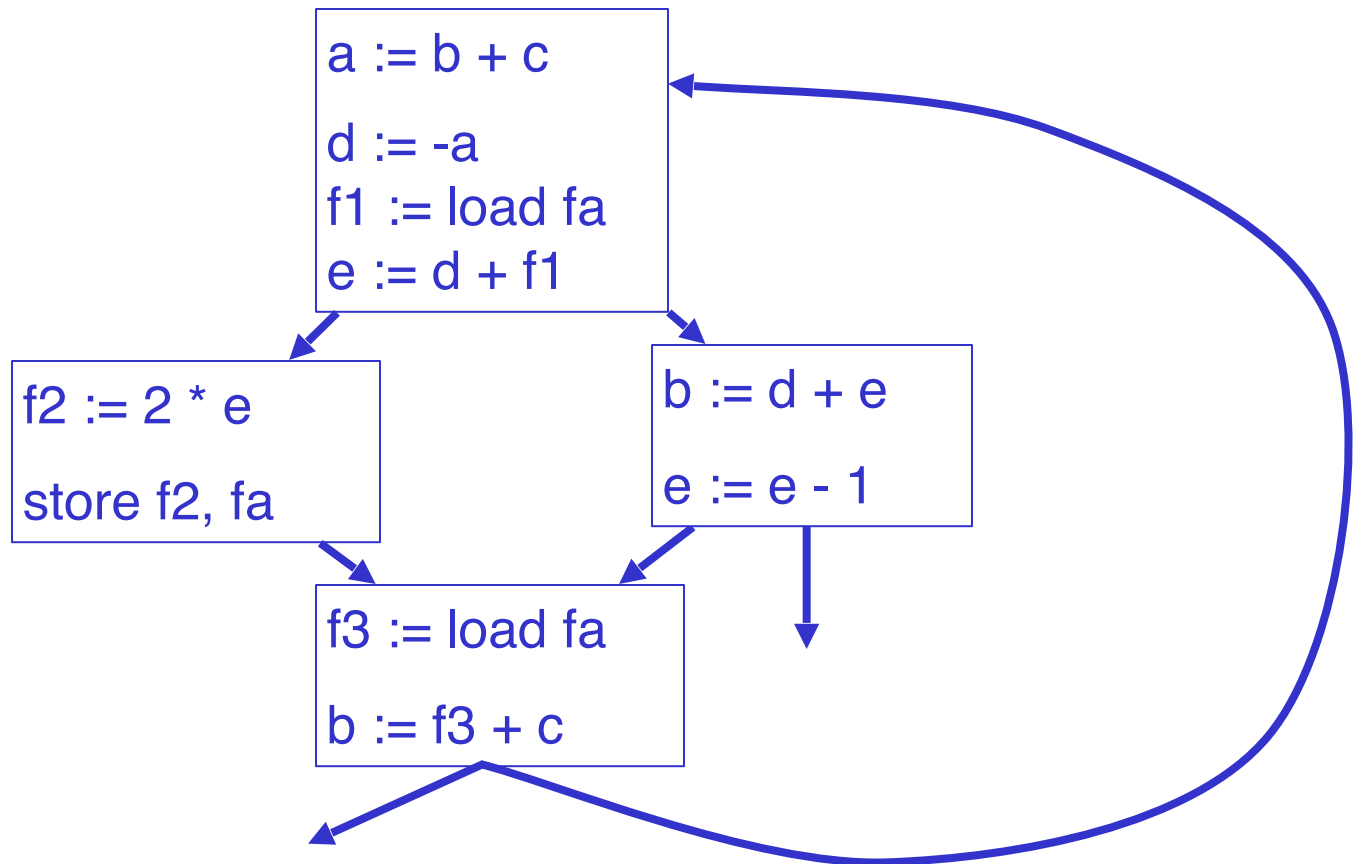 a := b + c
d := -a
f1 := load fa
e := d + f1
f2 := 2 * e
store f2, fa
b := d + e
e := e - 1
f3 := load fa
b := f3 + c